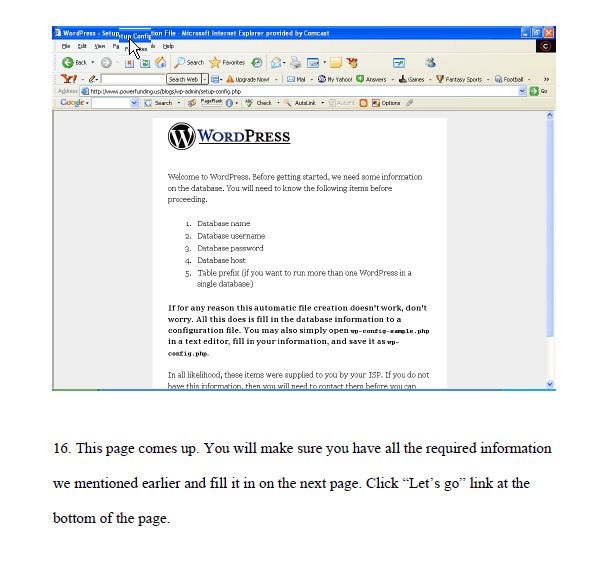 WordPress › Setup Configuration File - Microsoft Internet Explorer provided by Comcast
File Edit View Help
Back Search Favorites
Y! Search Web Upgrade Now! Mail My Yahoo! Answers Games Fantasy Sports Football »
Address http://www.powerfunding.us/blogs/wp-admin/setup-config.php Go
Google Search PageRank Check AutoLink AutoFill Options
WORDPRESS
Welcome to WordPress. Before getting started, we need some information
on the database. You will need to know the following items before
proceeding.
1. Database name
2. Database username
3. Database password
4. Database host
5. Table prefix (if you want to run more than one WordPress in a
single database)
If for any reason this automatic file creation doesn't work, don't
worry. All this does is fill in the database information to a
configuration file. You may also simply open wp-config-sample.php
in a text editor, fill in your information, and save it as wp-
config.php.
In all likelihood, these items were supplied to you by your ISP. If you do not
have this information, then you will need to contact them before you can
16. This page comes up. You will make sure you have all the required information
we mentioned earlier and fill it in on the next page. Click “Let’s go” link at the
bottom of the page.